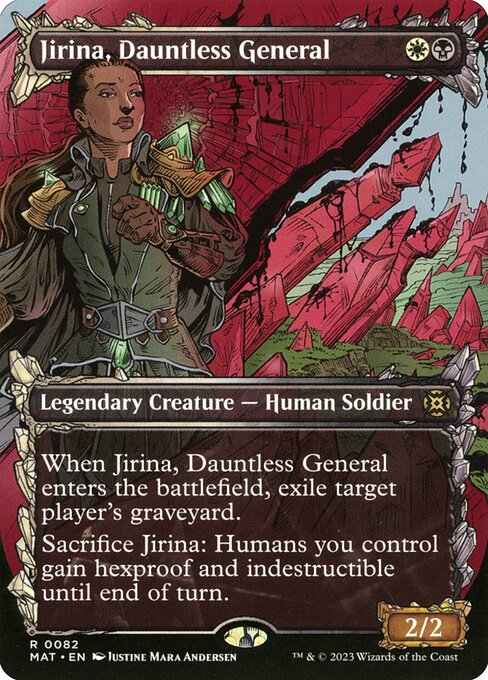 Jirina, Dauntless General
Legendary Creature — Human Soldier
When Jirina, Dauntless General
enters the battlefield, exile target
player's graveyard.
Sacrifice Jirina: Humans you control
gain hexproof and indestructible
until end of turn.
2/2
R 0082
MAT • EN Justine Mara Andersen
™ & © 2023 Wizards of the Coast